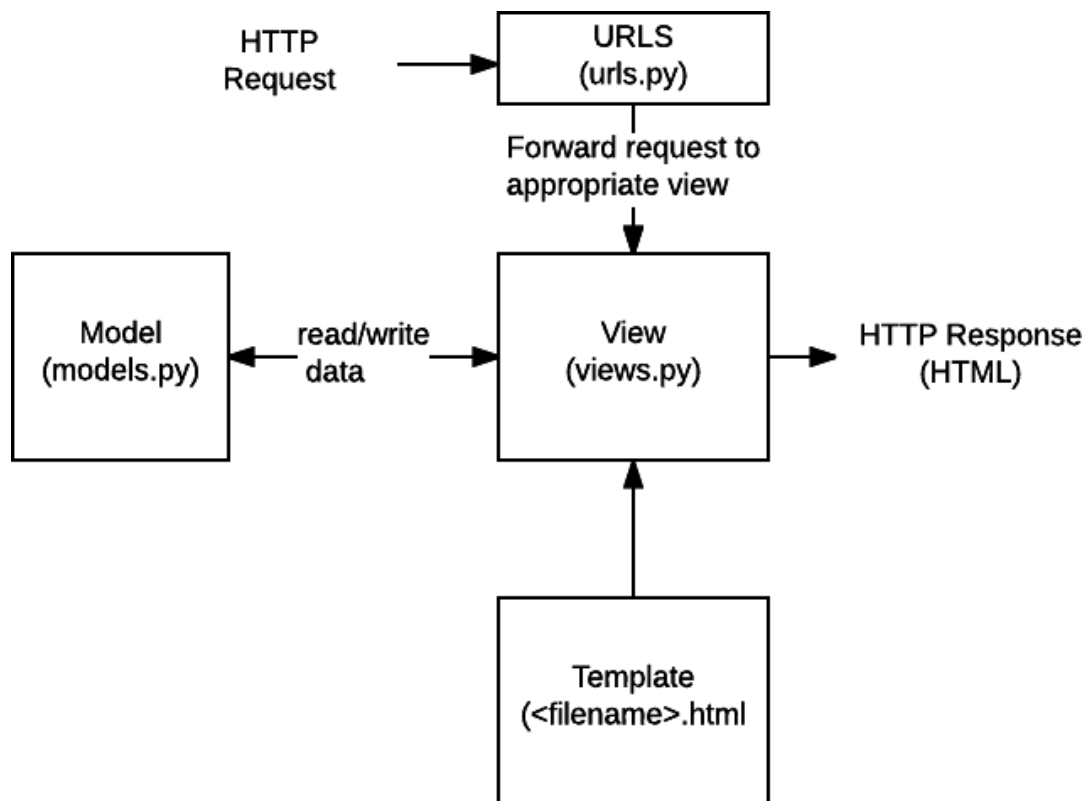 HTTP
Request
URLS
(urls.py)
Forward request to
appropriate view
Model
(models.py)
read/write
data
View
(views.py)
HTTP Response
(HTML)
Template
(<filename>.html